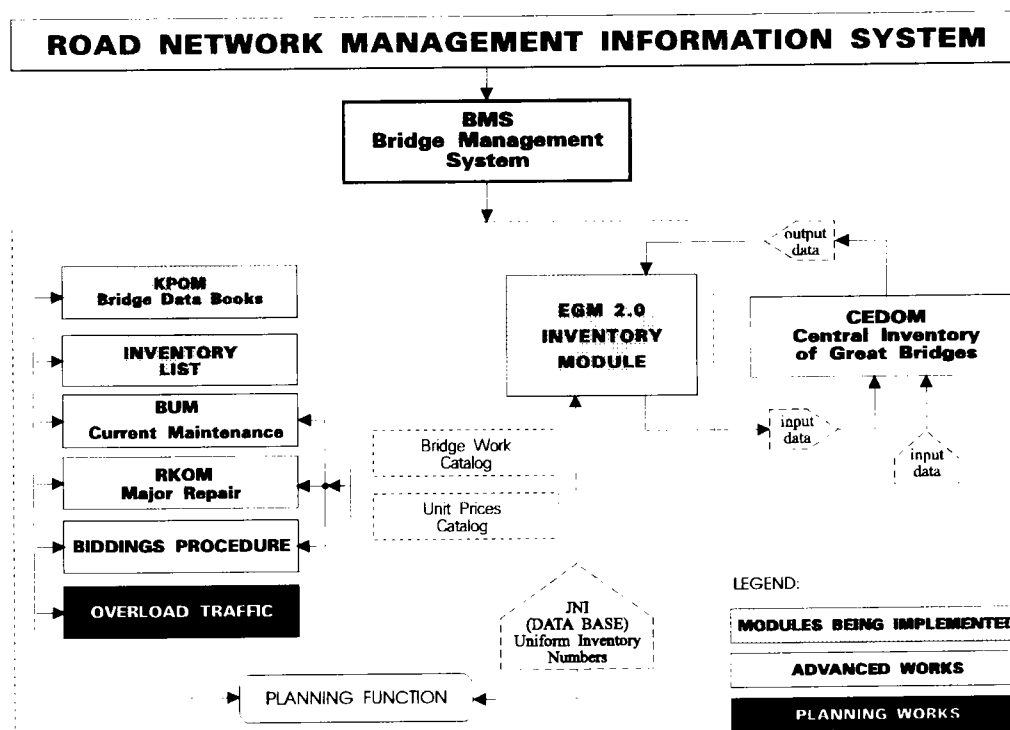 ROAD NETWORK MANAGEMENT INFORMATION SYSTEM
BMS
Bridge Management
System
output
data
KPOM
Bridge Data Books
EGM 2.0
INVENTORY
MODULE
CEDOM
Central Inventory
of Great Bridges
INVENTORY
LIST
BUM
Current Maintenance
input
data
input
data
Bridge Work
Catalog
RKOM
Major Repair
Unit Prices
Catalog
BIDDINGS PROCEDURE
OVERLOAD TRAFFIC
JNI
(DATA BASE)
Uniform Inventory
Numbers
PLANNING FUNCTION
LEGEND:
MODULES BEING IMPLEMENTED
ADVANCED WORKS
PLANNING WORKS